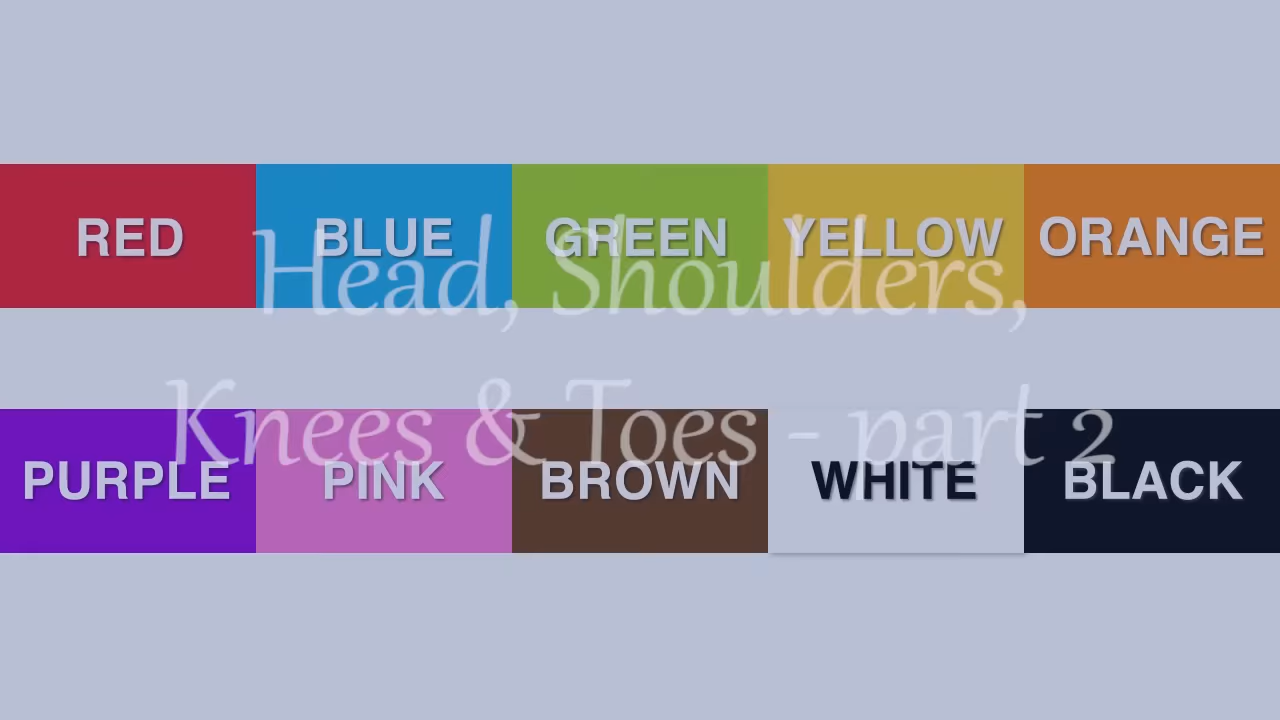 RED BLUE GREEN YELLOW ORANGE
Head, Shoulders,
Knees & Toes - part 2
PURPLE PINK BROWN WHITE BLACK